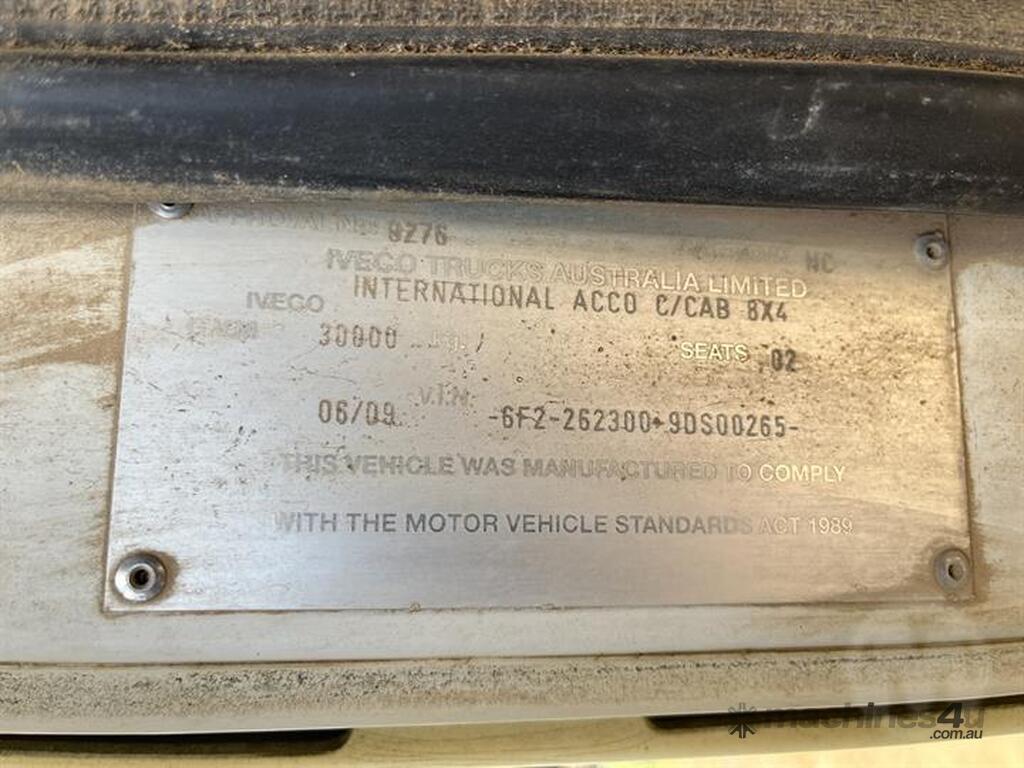 9276 NC
IVECO TRUCKS AUSTRALIA LIMITED
IVECO INTERNATIONAL ACCO C/CAB 8X4
30000 SEATS 02
06/09 V.I.N -6F2-262300+9DS00265-
THIS VEHICLE WAS MANUFACTURED TO COMPLY
WITH THE MOTOR VEHICLE STANDARDS ACT 1989
machines4u
.com.au